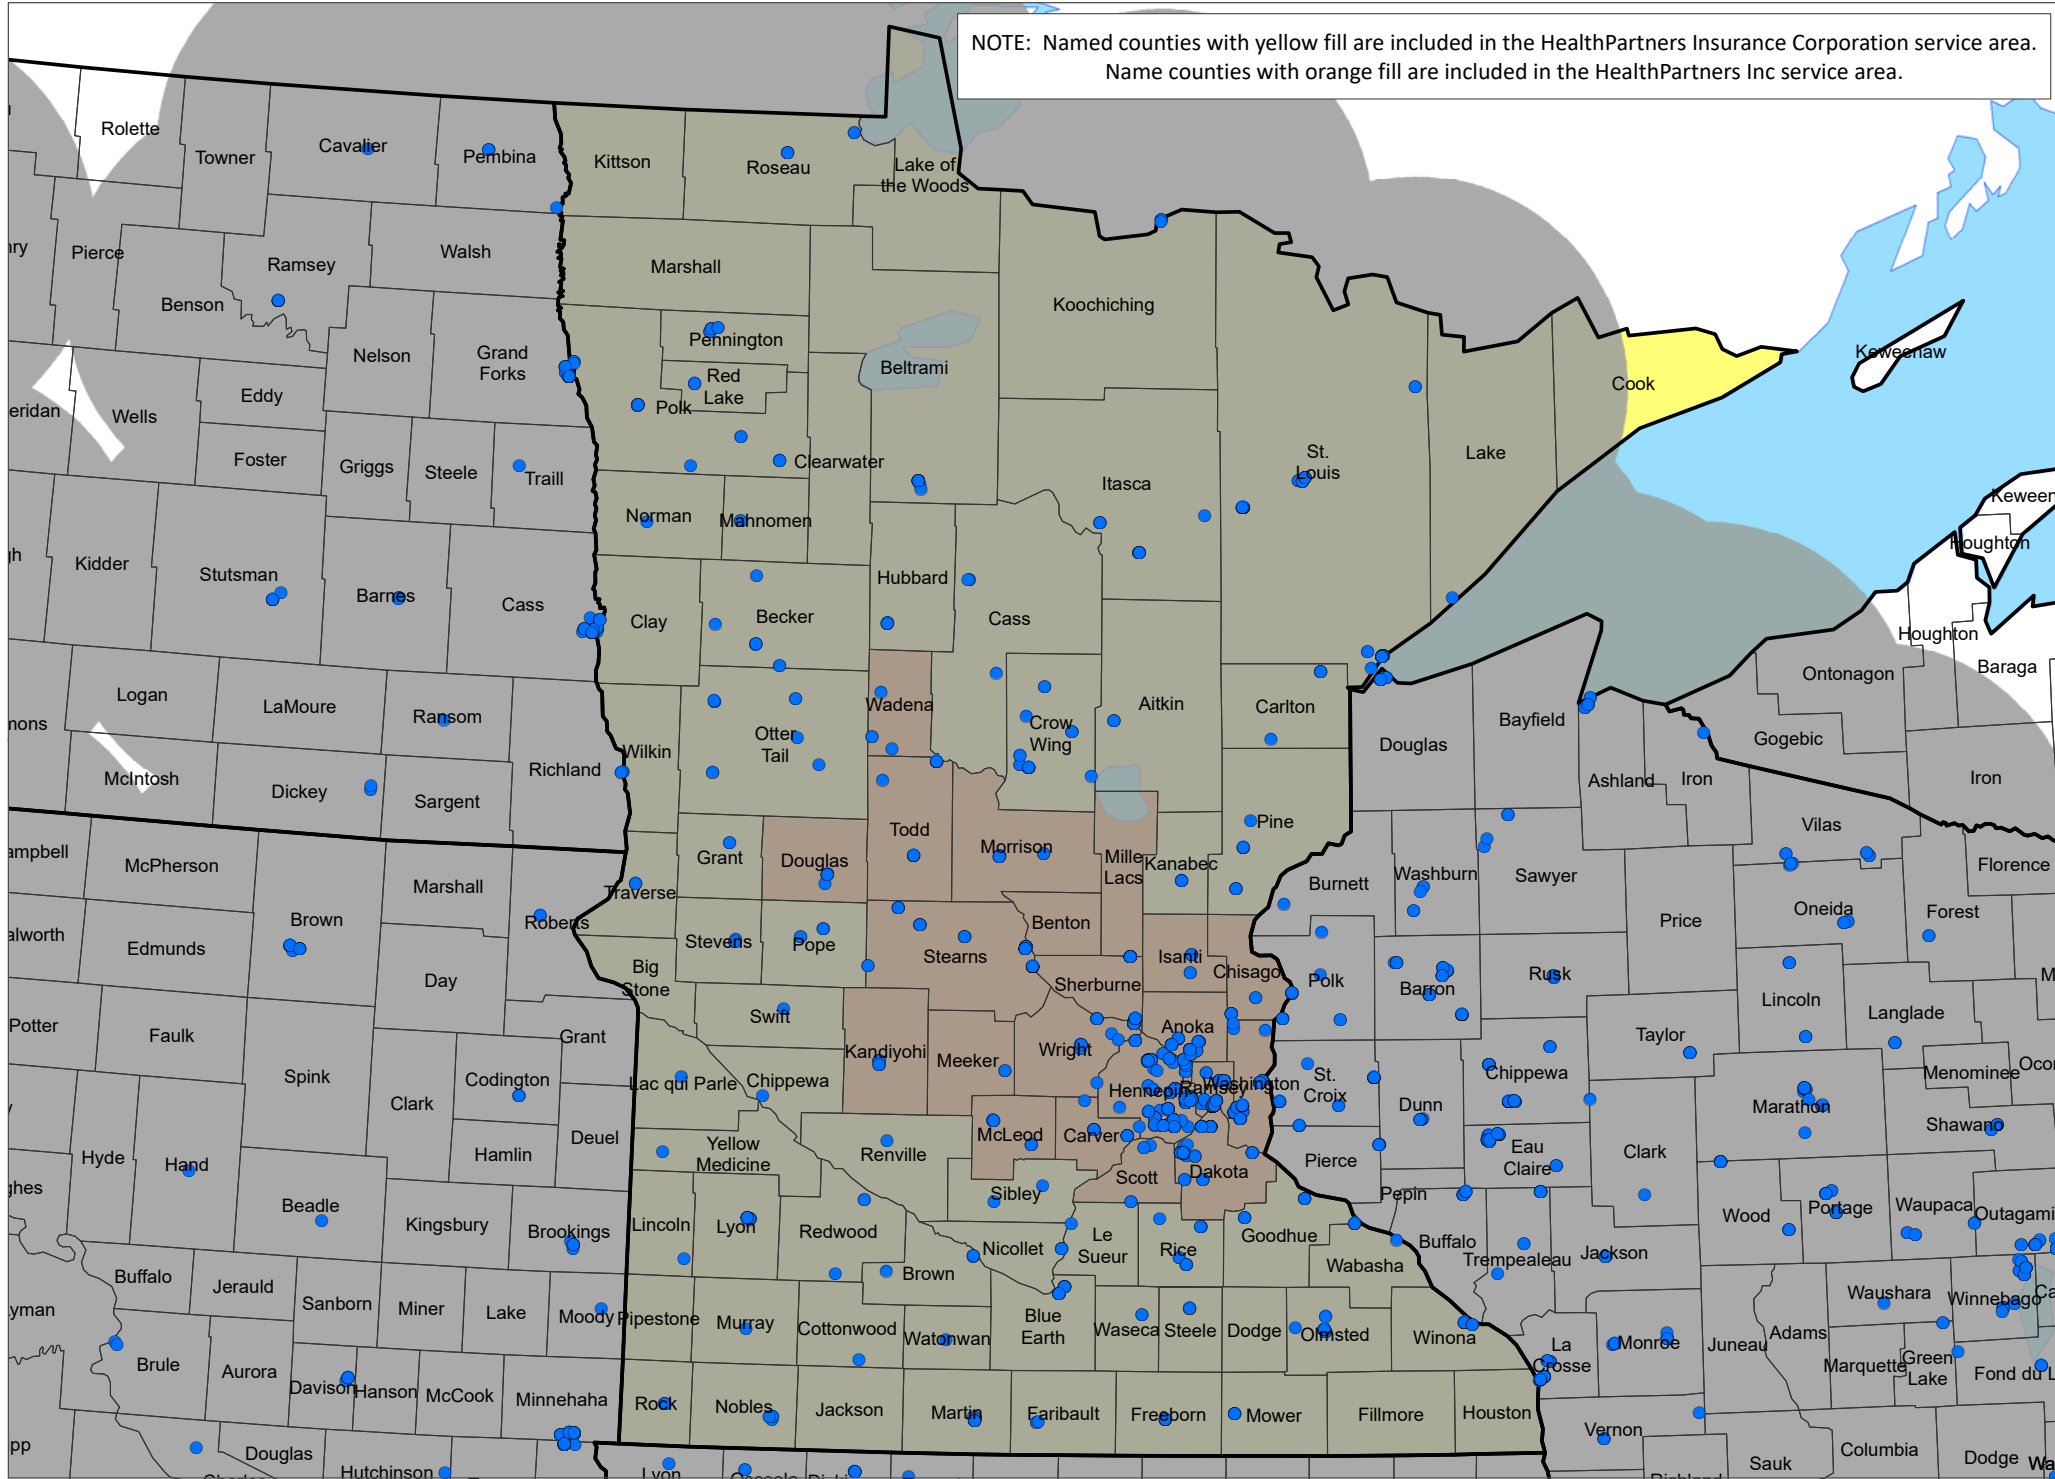 NOTE: Named counties with yellow fill are included in the HealthPartners Insurance Corporation service area.
Name counties with orange fill are included in the HealthPartners Inc service area.
Rolette
Towner
Cavalier
Pembina
Kittson
Roseau
Lake of
the Woods
Pierce
Ramsey
Walsh
Benson
Marshall
Koochiching
Nelson
Grand
Forks
Pennington
Red
Lake
Polk
Beltrami
Keweenaw
Cook
Wells
Eddy
Foster
Griggs
Steele
Traill
Clearwater
Itasca
St.
Louis
Lake
Norman
Mahnomen
Houghton
Kidder
Stutsman
Barnes
Cass
Clay
Becker
Hubbard
Cass
Houghton
Baraga
Ontonagon
Logan
LaMoure
Ransom
Wadena
Aitkin
Carlton
Crow
Wing
Otter
Tail
Wilkin
Richland
Douglas
Bayfield
Gogebic
Ashland
Iron
Iron
McIntosh
Dickey
Sargent
McPherson
Marshall
Grant
Douglas
Todd
Morrison
Mille
Lacs
Kanabec
Pine
Burnett
Washburn
Sawyer
Vilas
Florence
Traverse
Brown
Edmunds
Roberts
Stevens
Pope
Stearns
Benton
Price
Oneida
Forest
Day
Big
Stone
Sherburne
Isanti
Chisago
Polk
Barron
Rusk
Lincoln
Langlade
Potter
Faulk
Grant
Swift
Kandiyohi
Meeker
Wright
Anoka
Taylor
Spink
Codington
Clark
Lac qui Parle
Chippewa
Hennepin
Ramsey
Washington
St.
Croix
Dunn
Chippewa
Marathon
Menominee
Shawano
Hyde
Hand
Hamlin
Deuel
Yellow
Medicine
Renville
McLeod
Carver
Scott
Dakota
Pierce
Eau
Claire
Clark
Beadle
Kingsbury
Brookings
Lincoln
Lyon
Redwood
Sibley
Nicollet
Le
Sueur
Rice
Goodhue
Pepin
Buffalo
Trempealeau
Jackson
Wood
Portage
Waupaca
Outagami
Buffalo
Jerauld
Sanborn
Miner
Lake
Moody
Pipestone
Murray
Cottonwood
Brown
Watonwan
Blue
Earth
Waseca
Steele
Dodge
Olmsted
Wabasha
Winona
La
Crosse
Monroe
Juneau
Adams
Waushara
Winnebago
Marquette
Green
Lake
Fond du L
Brule
Aurora
Davison
Hanson
McCook
Minnehaha
Rock
Nobles
Jackson
Martin
Faribault
Freeborn
Mower
Fillmore
Houston
Vernon
Sauk
Columbia
Dodge
Douglas
Hutchinson
Lyon